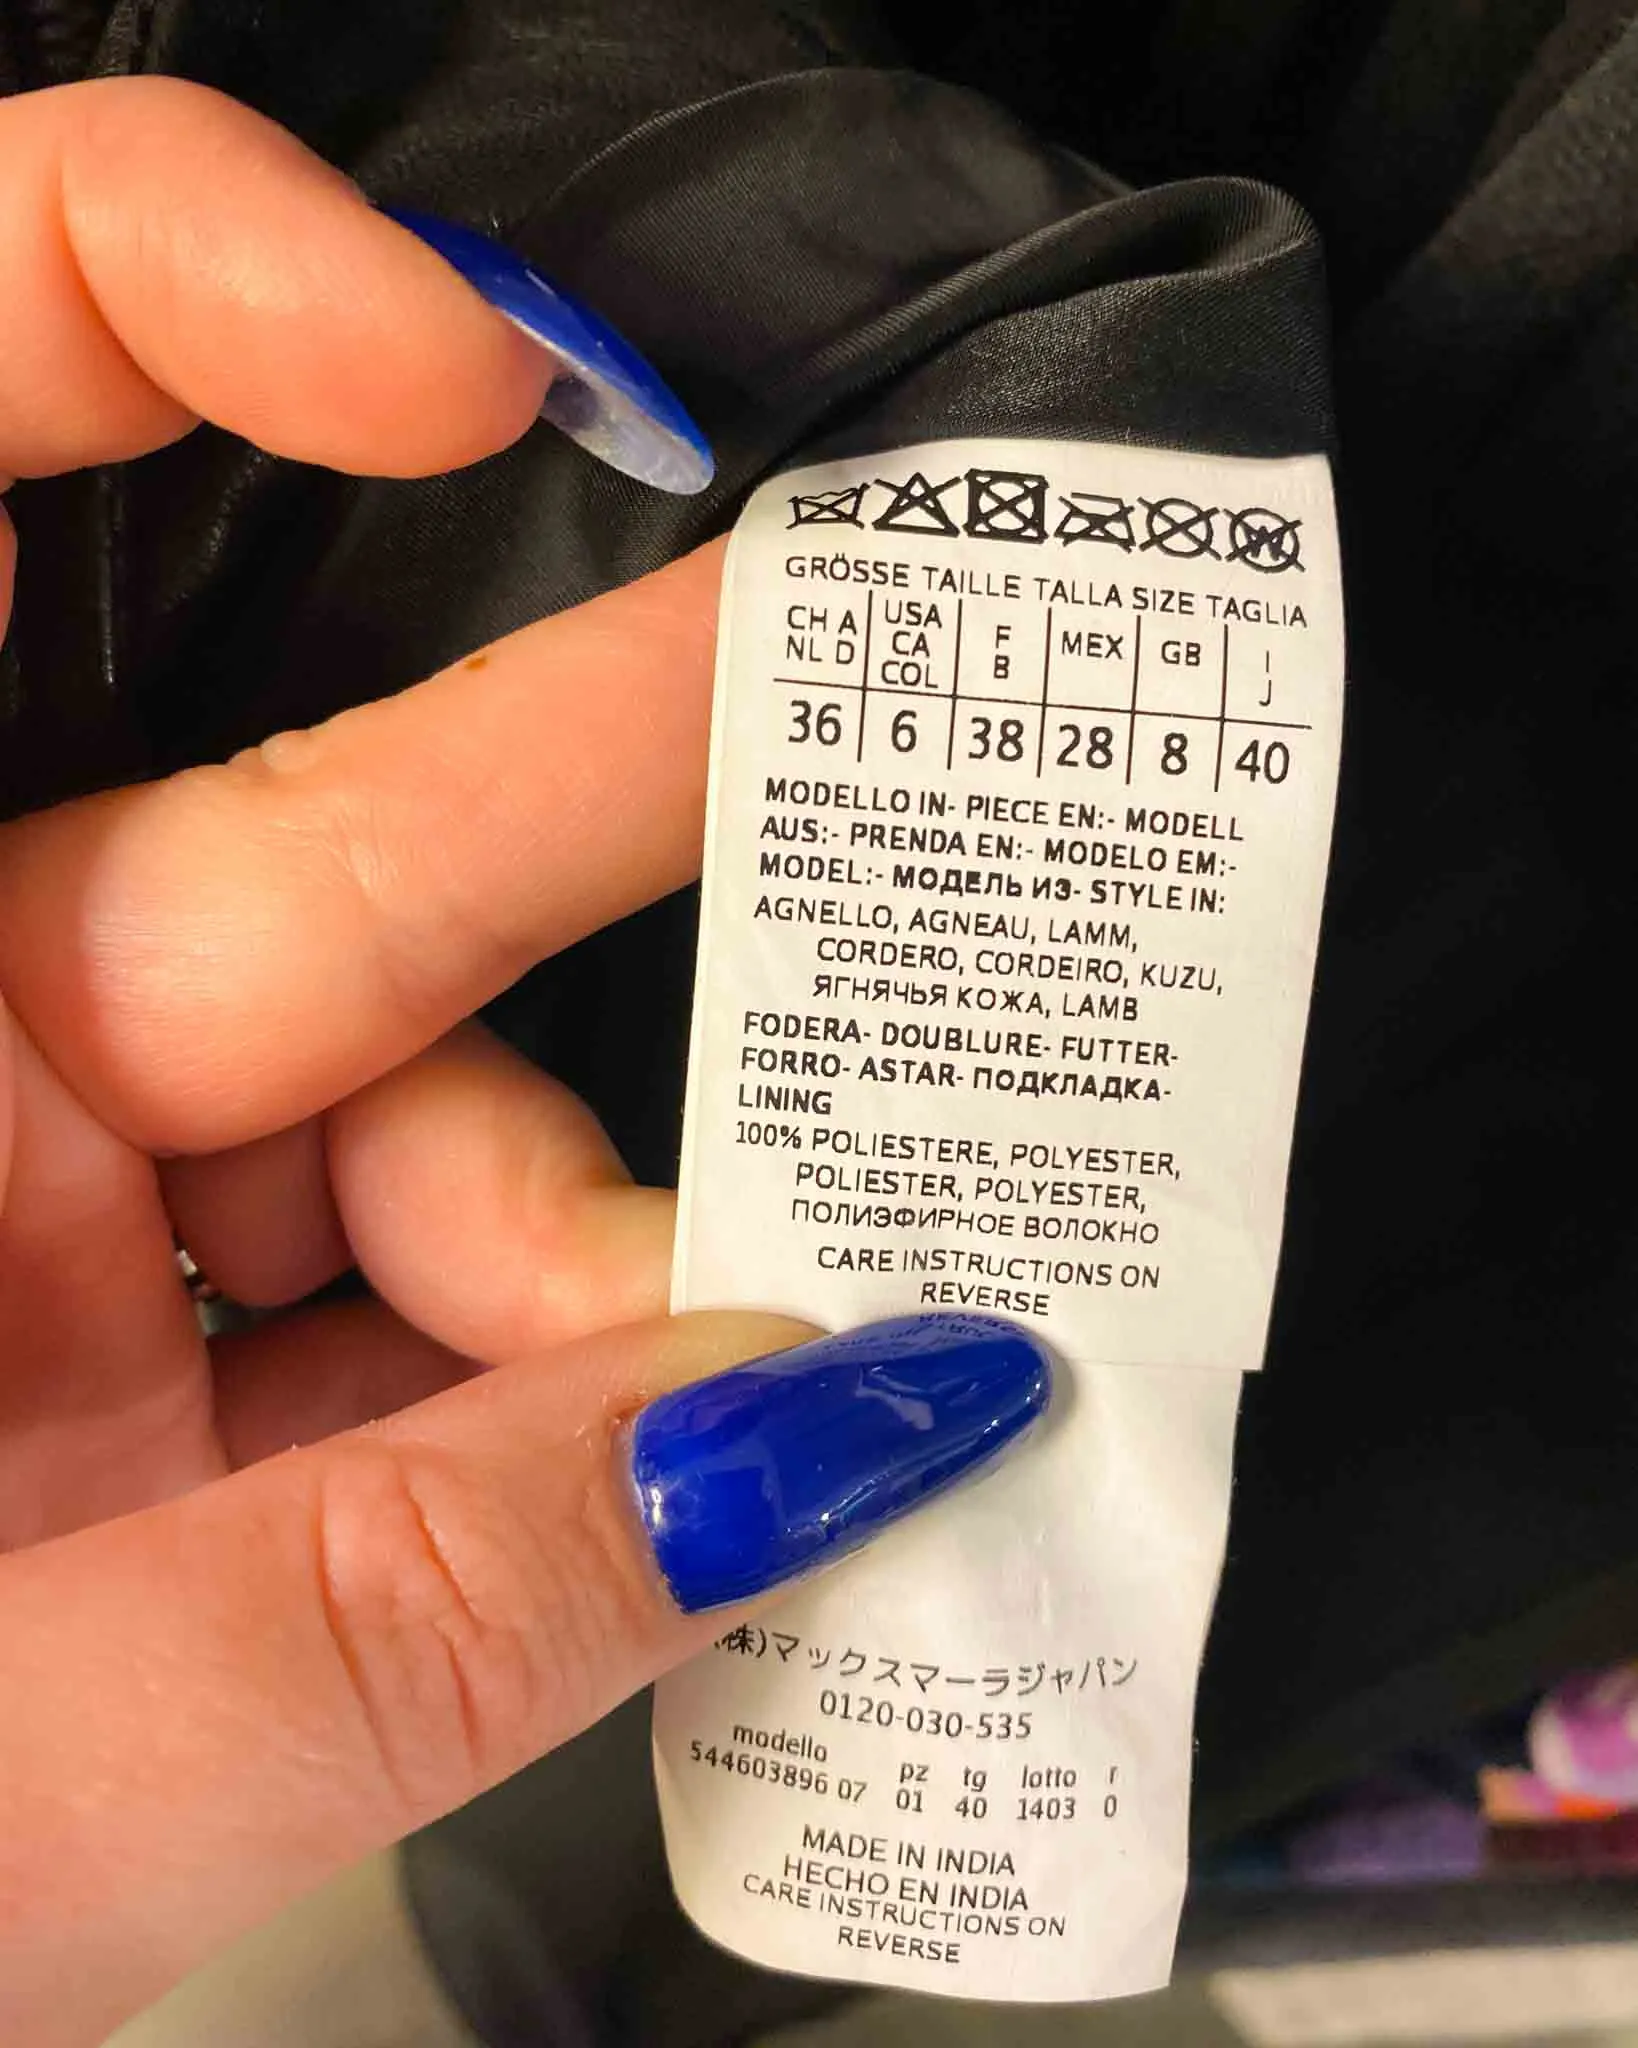 GRÖSSE TAILLE TALLA SIZE TAGLIA
CH A NL D | USA CA COL | F B | MEX | GB | I J
36 | 6 | 38 | 28 | 8 | 40
MODELLO IN- PIECE EN:- MODELL
AUS:- PRENDA EN:- MODELO EM:-
MODEL:- МОДЕЛЬ ИЗ- STYLE IN:
AGNELLO, AGNEAU, LAMM,
CORDERO, CORDEIRO, KUZU,
ЯГНЯЧЬЯ КОЖА, LAMB
FODERA- DOUBLURE- FUTTER-
FORRO- ASTAR- ПОДКЛАДКА-
LINING
100% POLIESTERE, POLYESTER,
POLIESTER, POLYESTER,
ПОЛИЭФИРНОЕ ВОЛОКНО
CARE INSTRUCTIONS ON
REVERSE
(株)マックスマーラジャパン
0120-030-535
modello pz tg lotto r
544603896 07 01 40 1403 0
MADE IN INDIA
HECHO EN INDIA
CARE INSTRUCTIONS ON
REVERSE